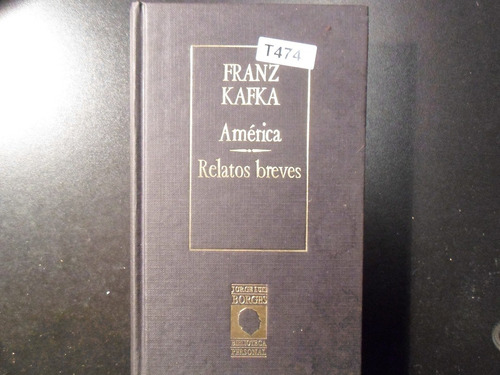 T474
FRANZ
KAFKA
América
Relatos breves
JORGE LUIS
BORGES
BIBLIOTECA
PERSONAL